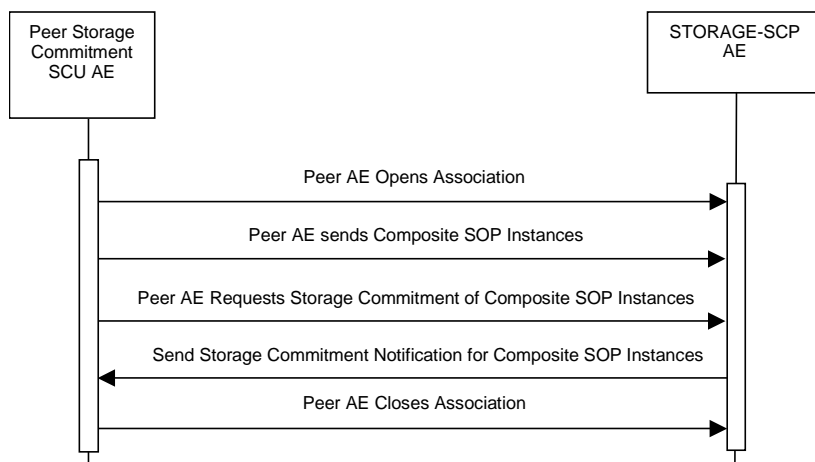 Peer Storage
Commitment
SCU AE
STORAGE-SCP
AE
Peer AE Opens Association
Peer AE sends Composite SOP Instances
Peer AE Requests Storage Commitment of Composite SOP Instances
Send Storage Commitment Notification for Composite SOP Instances
Peer AE Closes Association